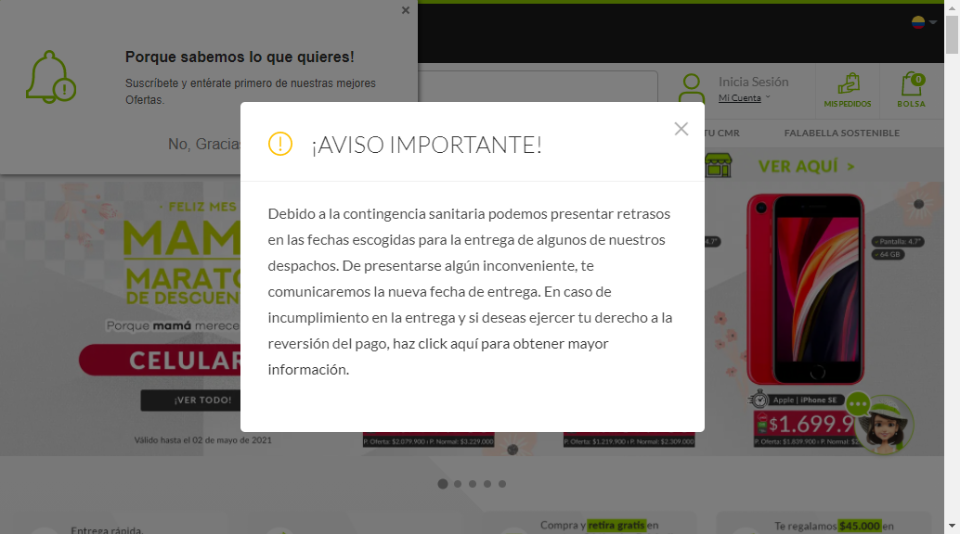 Porque sabemos lo que quieres!
Suscríbete y entérate primero de nuestras mejores
Ofertas.
No, Gracias
Inicia Sesión
Mi Cuenta
MIS PEDIDOS
0
BOLSA
TU CMR
FALABELLA SOSTENIBLE
¡AVISO IMPORTANTE!
Debido a la contingencia sanitaria podemos presentar retrasos
en las fechas escogidas para la entrega de algunos de nuestros
despachos. De presentarse algún inconveniente, te
comunicaremos la nueva fecha de entrega. En caso de
incumplimiento en la entrega y si deseas ejercer tu derecho a la
reversión del pago, haz click aquí para obtener mayor
información.
VER AQUÍ >
FELIZ MES
MAM
MARATO
DE DESCUEN
Porque mamá merece
CELULAR
¡VER TODO!
Válido hasta el 02 de mayo de 2021
4.7"
Pantalla: 4.7"
64 GB
Apple | iPhone SE
$1.699.9
P. Oferta: $2.079.900 · P. Normal: $3.229.000
P. Oferta: $1.219.900 · P. Normal: $2.309.000
P. Oferta: $1.839.900 · P. Normal: $2
Entrega rápida,
Compra y retira gratis en
Te regalamos $45.000 en